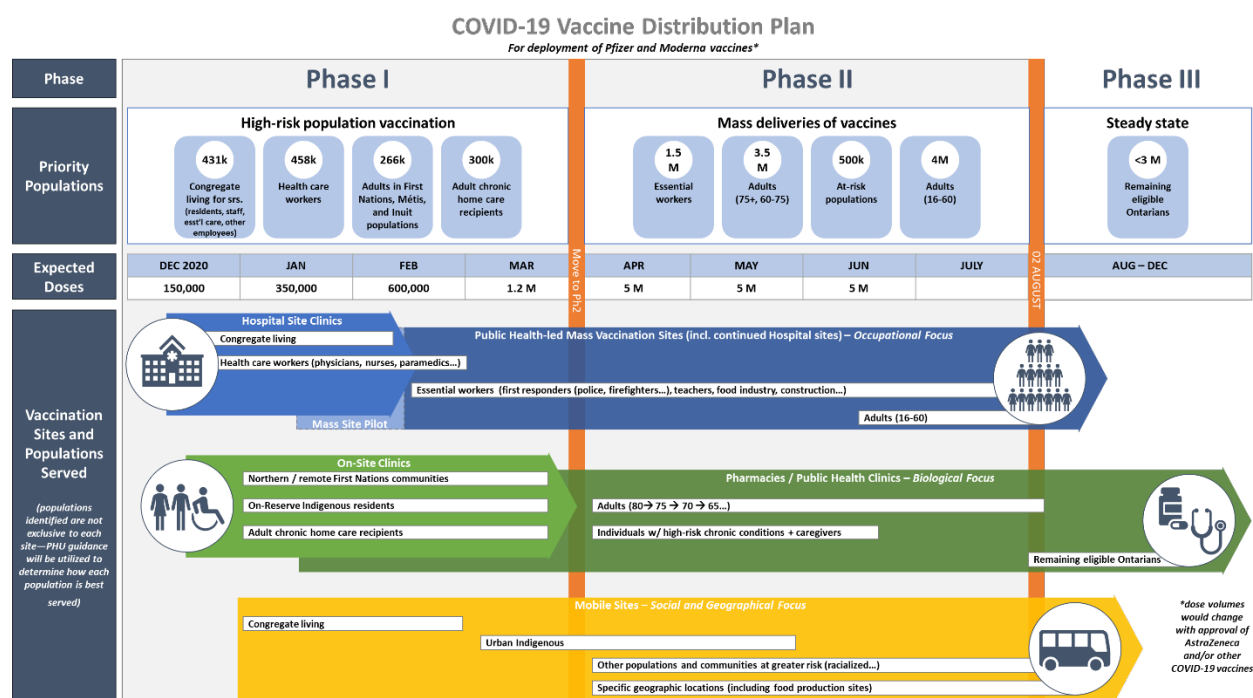 COVID-19 Vaccine Distribution Plan
For deployment of Pfizer and Moderna vaccines*
Phase
Phase I
Phase II
Phase III
Priority
Populations
High-risk population vaccination
431k
Congregate
living for srs.
(residents, staff,
esst'l care, other
employees)
458k
Health care
workers
266k
Adults in First
Nations, Métis,
and Inuit
populations
300k
Adult chronic
home care
recipients
Mass deliveries of vaccines
1.5
M
Essential
workers
3.5
M
Adults
(75+, 60-75)
500k
At-risk
populations
4M
Adults
(16-60)
Steady state
<3 M
Remaining
eligible
Ontarians
Expected
Doses
DEC 2020
JAN
FEB
MAR
APR
MAY
JUN
JULY
AUG – DEC
150,000
350,000
600,000
1.2 M
5 M
5 M
5 M
Move to Ph2
02 AUGUST
Vaccination
Sites and
Populations
Served
(populations
identified are not
exclusive to each
site—PHU guidance
will be utilized to
determine how each
population is best
served)
Hospital Site Clinics
Congregate living
Health care workers (physicians, nurses, paramedics…)
Mass Site Pilot
Public Health-led Mass Vaccination Sites (incl. continued Hospital sites) – Occupational Focus
Essential workers (first responders (police, firefighters…), teachers, food industry, construction…)
Adults (16-60)
On-Site Clinics
Northern / remote First Nations communities
On-Reserve Indigenous residents
Adult chronic home care recipients
Pharmacies / Public Health Clinics – Biological Focus
Adults (80→ 75 → 70 → 65…)
Individuals w/ high-risk chronic conditions + caregivers
Remaining eligible Ontarians
Mobile Sites – Social and Geographical Focus
Congregate living
Urban Indigenous
Other populations and communities at greater risk (racialized…)
Specific geographic locations (including food production sites)
*dose volumes
would change
with approval of
AstraZeneca
and/or other
COVID-19 vaccines